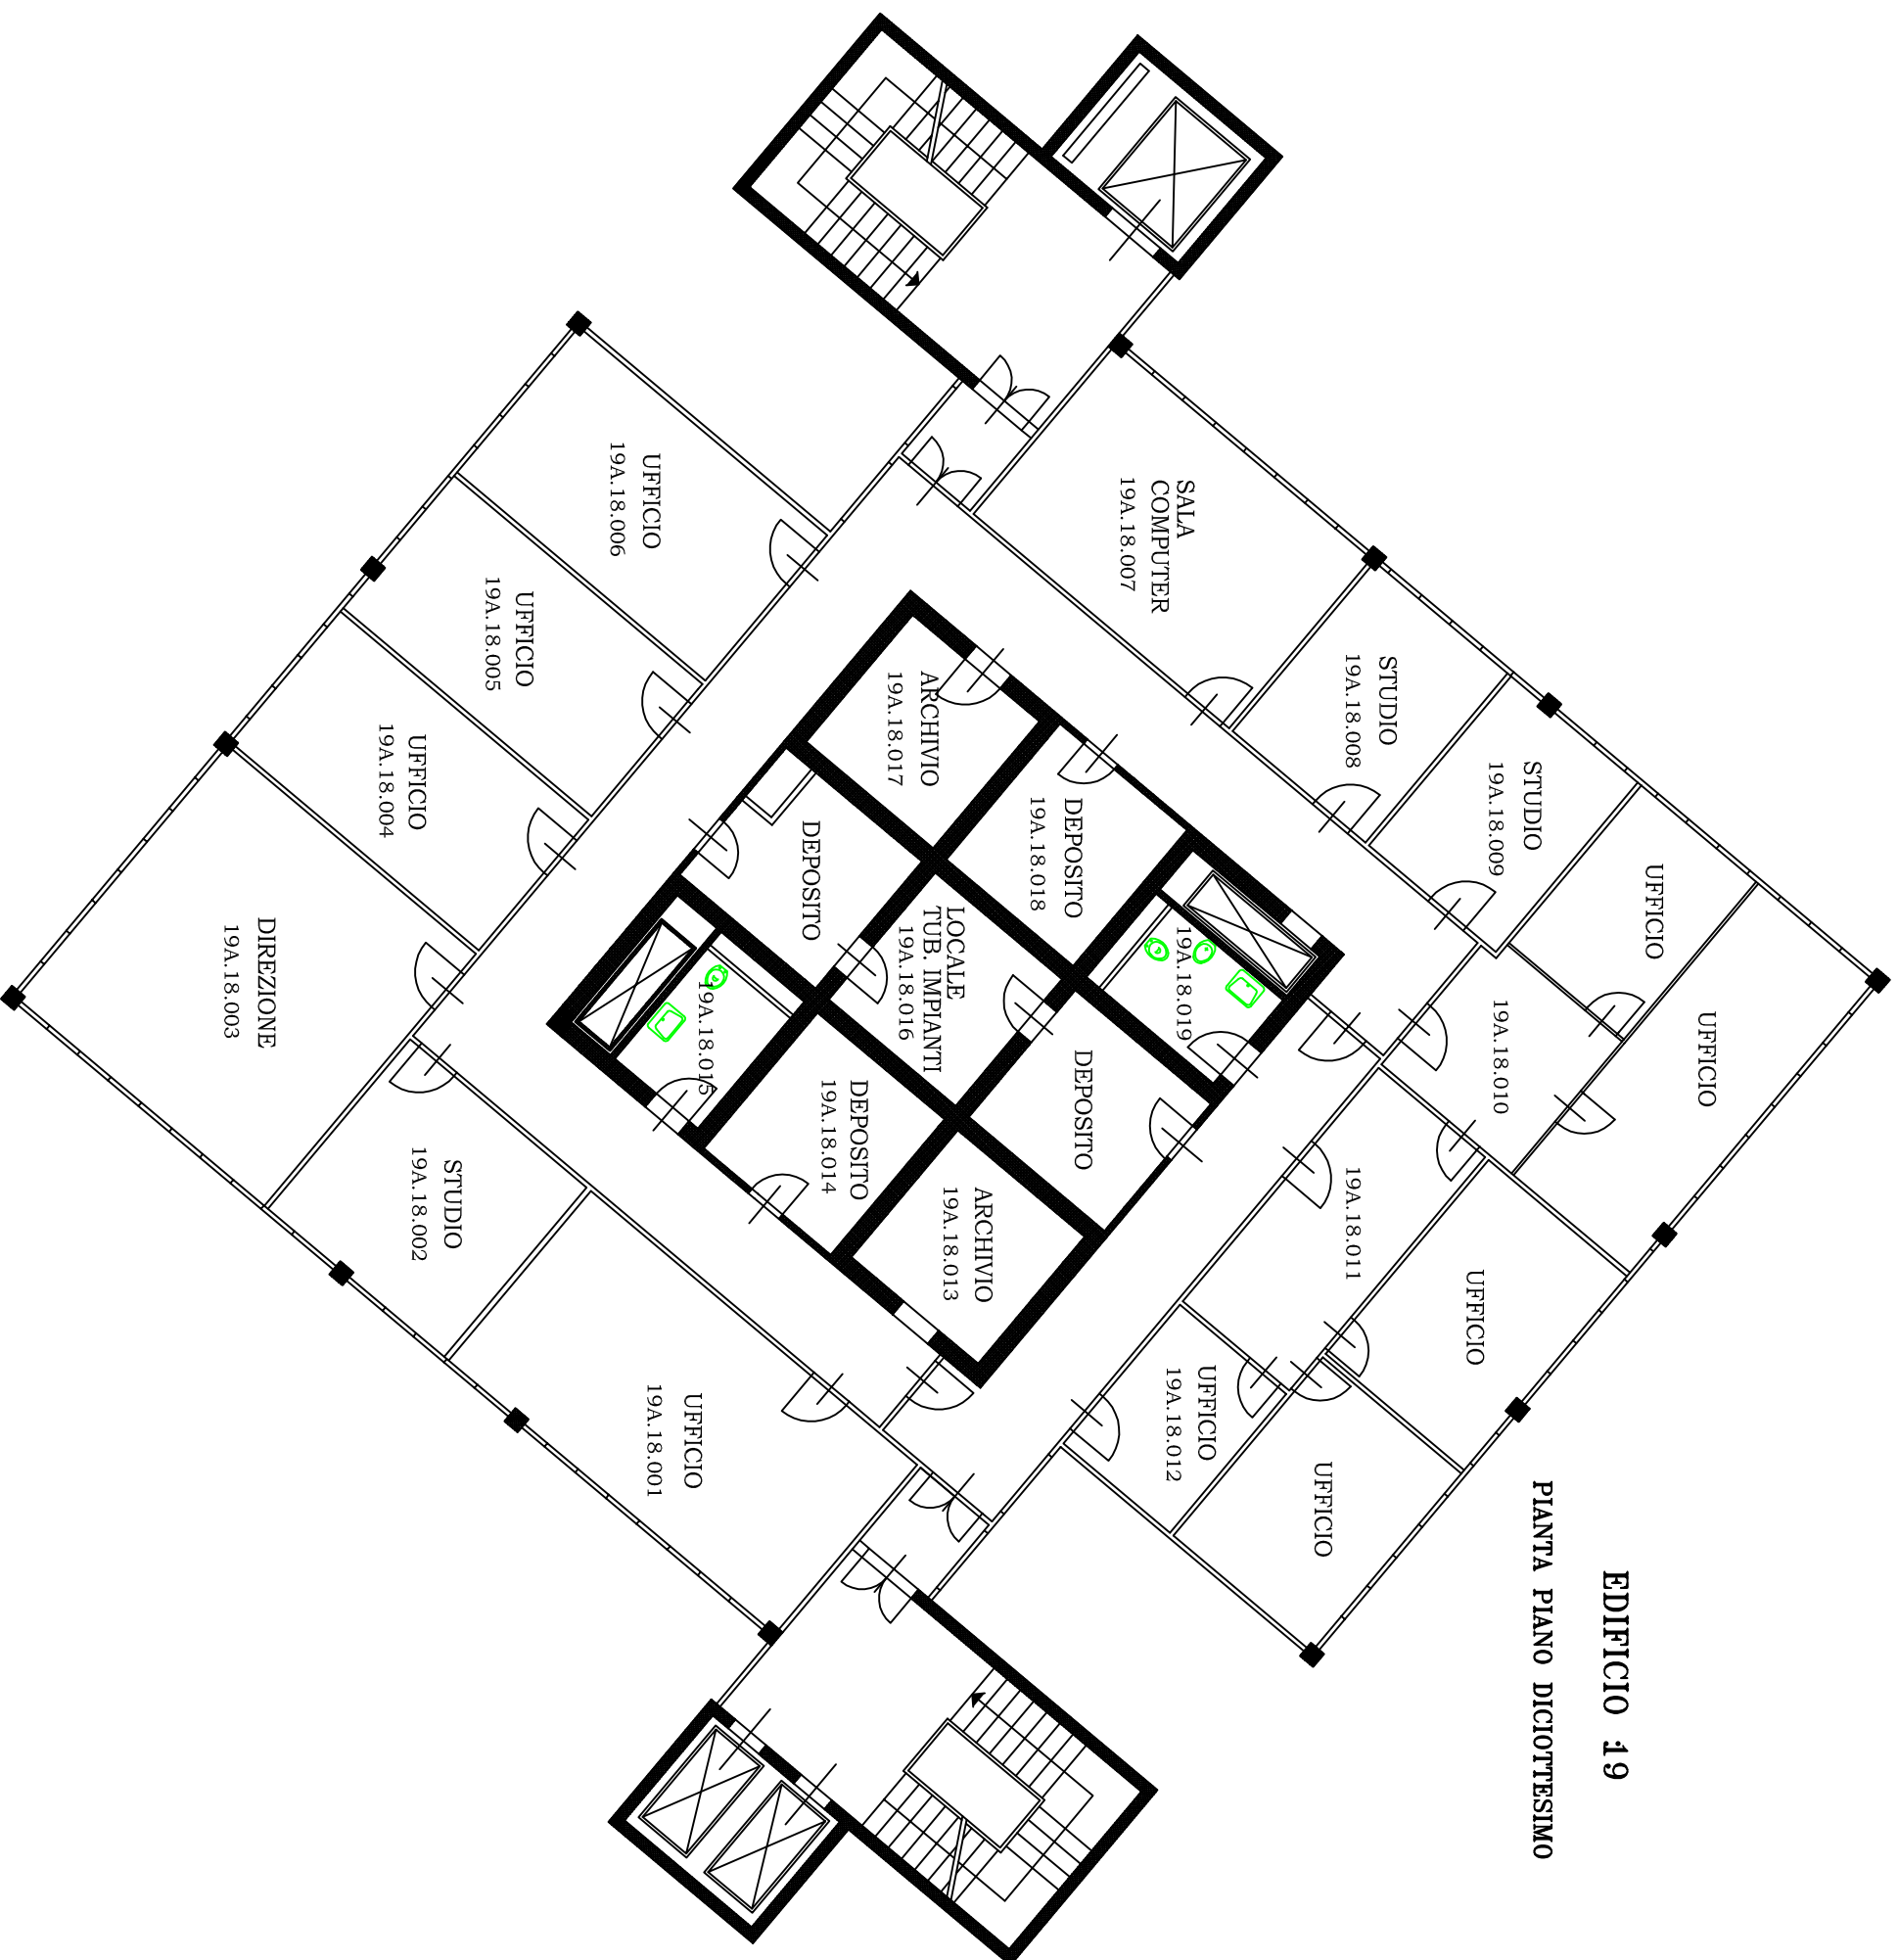 EDIFICIO 19
PIANTA PIANO DICIOTTESIMO
UFFICIO
UFFICIO
19A.18.010
STUDIO
19A.18.009
STUDIO
19A.18.008
SALA
COMPUTER
19A.18.007
UFFICIO
19A.18.011
UFFICIO
UFFICIO
19A.18.012
19A.18.019
DEPOSITO
19A.18.018
DEPOSITO
ARCHIVIO
19A.18.017
LOCALE
TUB. IMPIANTI
19A.18.016
ARCHIVIO
19A.18.013
DEPOSITO
19A.18.014
DEPOSITO
19A.18.015
UFFICIO
19A.18.006
UFFICIO
19A.18.005
UFFICIO
19A.18.004
DIREZIONE
19A.18.003
STUDIO
19A.18.002
UFFICIO
19A.18.001